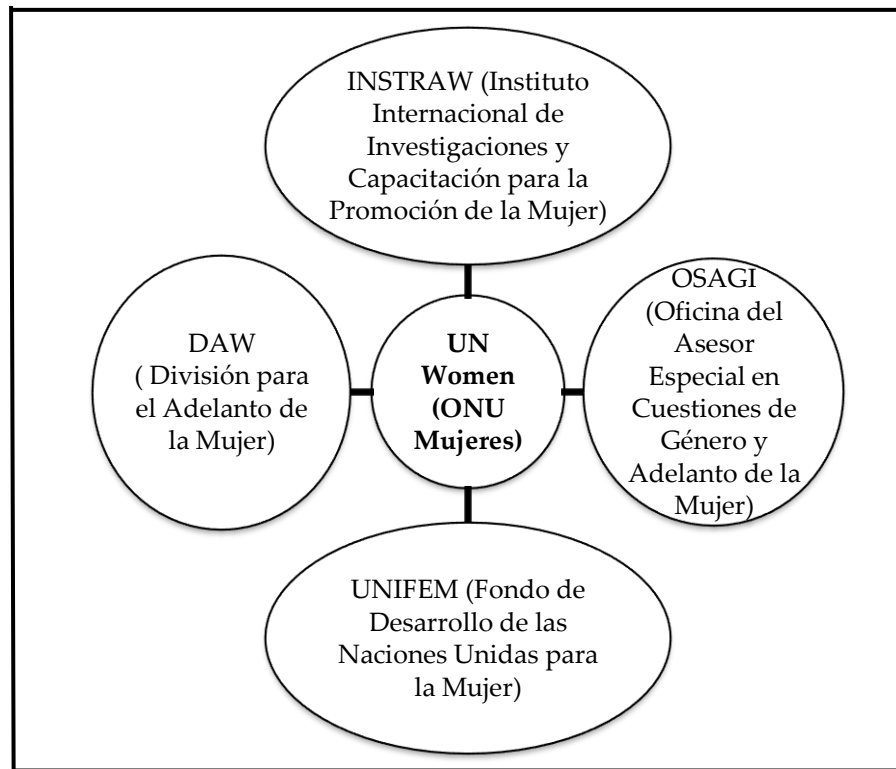 INSTRAW (Instituto
Internacional de
Investigaciones y
Capacitación para la
Promoción de la Mujer)
DAW
( División para
el Adelanto de
la Mujer)
UN
Women
(ONU
Mujeres)
OSAGI
(Oficina del
Asesor
Especial en
Cuestiones de
Género y
Adelanto de la
Mujer)
UNIFEM (Fondo de
Desarrollo de las
Naciones Unidas para
la Mujer)